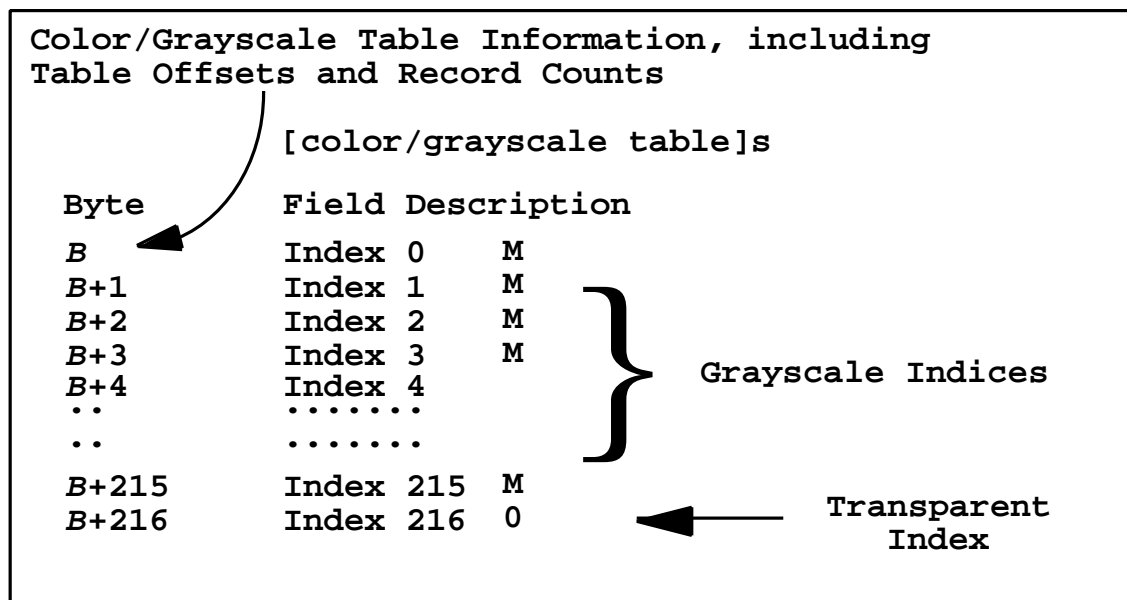 Color/Grayscale Table Information, including
Table Offsets and Record Counts
[color/grayscale table]s
Byte Field Description
B Index 0 M
B+1 Index 1 M
B+2 Index 2 M
B+3 Index 3 M
B+4 Index 4
.. .......
.. .......
Grayscale Indices
B+215 Index 215 M
B+216 Index 216 0
Transparent
Index